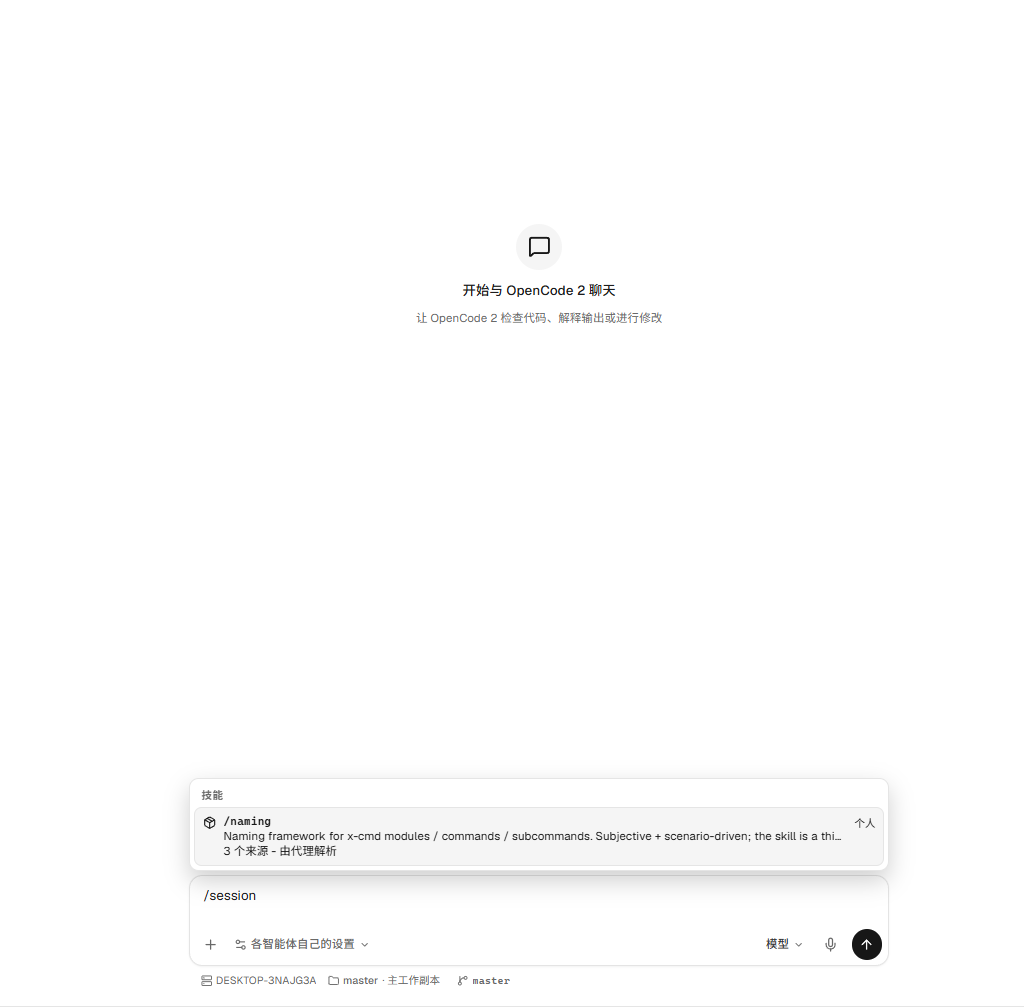 开始与 OpenCode 2 聊天
让 OpenCode 2 检查代码、解释输出或进行修改
技能
/naming
个人
Naming framework for x-cmd modules / commands / subcommands. Subjective + scenario-driven; the skill is a thi...
3 个来源 - 由代理解析
/session
各智能体自己的设置
模型
DESKTOP-3NAJG3A
master · 主工作副本
master